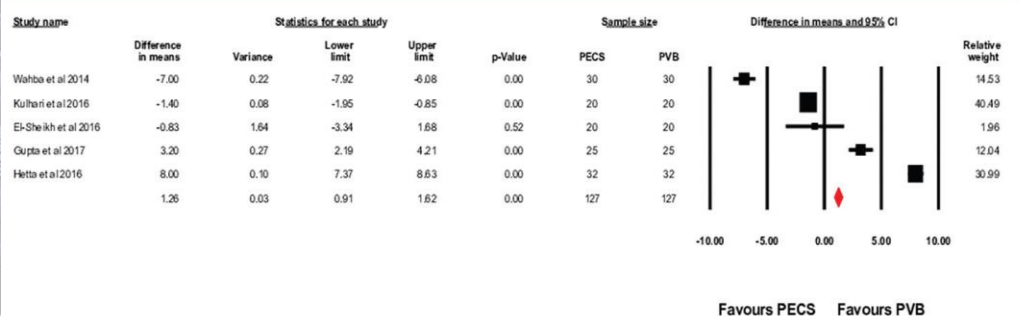 Study name Statistics for each study Sample size Difference in means and 95% CI
Difference in means Variance Lower limit Upper limit p-Value PECS PVB Relative weight
Wahba et al 2014 -7.00 0.22 -7.92 -6.08 0.00 30 30 14.53
Kulhari et al 2016 -1.40 0.08 -1.95 -0.85 0.00 20 20 40.49
El-Sheikh et al 2016 -0.83 1.64 -3.34 1.68 0.52 20 20 1.96
Gupta et al 2017 3.20 0.27 2.19 4.21 0.00 25 25 12.04
Hetta et al 2016 8.00 0.10 7.37 8.63 0.00 32 32 30.99
1.26 0.03 0.91 1.62 0.00 127 127
-10.00 -5.00 0.00 5.00 10.00
Favours PECS Favours PVB